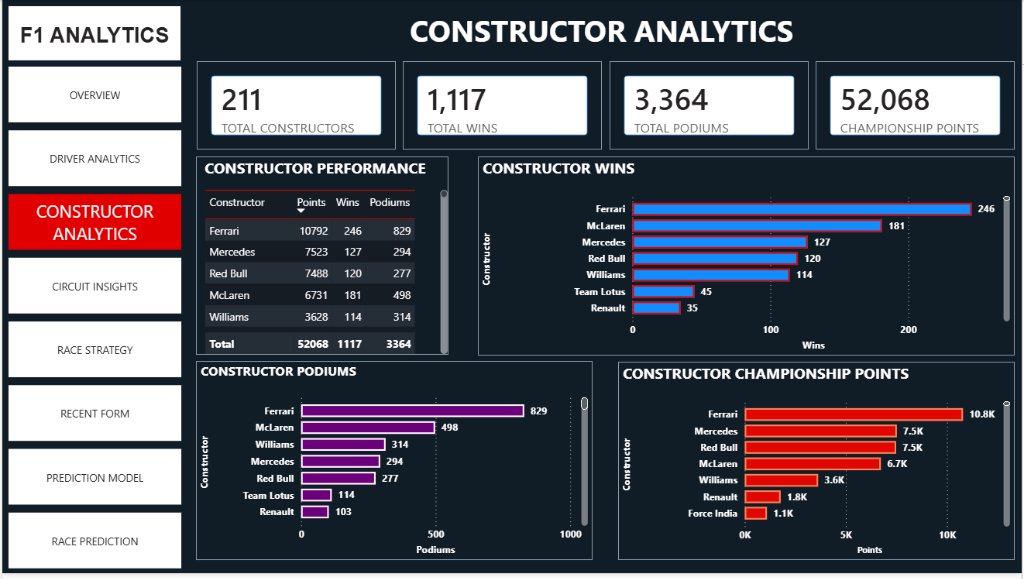 F1 ANALYTICS
OVERVIEW
DRIVER ANALYTICS
CONSTRUCTOR
ANALYTICS
CIRCUIT INSIGHTS
RACE STRATEGY
RECENT FORM
PREDICTION MODEL
RACE PREDICTION
CONSTRUCTOR ANALYTICS
211
TOTAL CONSTRUCTORS
1,117
TOTAL WINS
3,364
TOTAL PODIUMS
52,068
CHAMPIONSHIP POINTS
CONSTRUCTOR PERFORMANCE
Constructor Points Wins Podiums
Ferrari 10792 246 829
Mercedes 7523 127 294
Red Bull 7488 120 277
McLaren 6731 181 498
Williams 3628 114 314
Total 52068 1117 3364
CONSTRUCTOR WINS
Constructor
Ferrari 246
McLaren 181
Mercedes 127
Red Bull 120
Williams 114
Team Lotus 45
Renault 35
0 100 200
Wins
CONSTRUCTOR PODIUMS
Constructor
Ferrari 829
McLaren 498
Williams 314
Mercedes 294
Red Bull 277
Team Lotus 114
Renault 103
0 500 1000
Podiums
CONSTRUCTOR CHAMPIONSHIP POINTS
Constructor
Ferrari 10.8K
Mercedes 7.5K
Red Bull 7.5K
McLaren 6.7K
Williams 3.6K
Renault 1.8K
Force India 1.1K
0K 5K 10K
Points